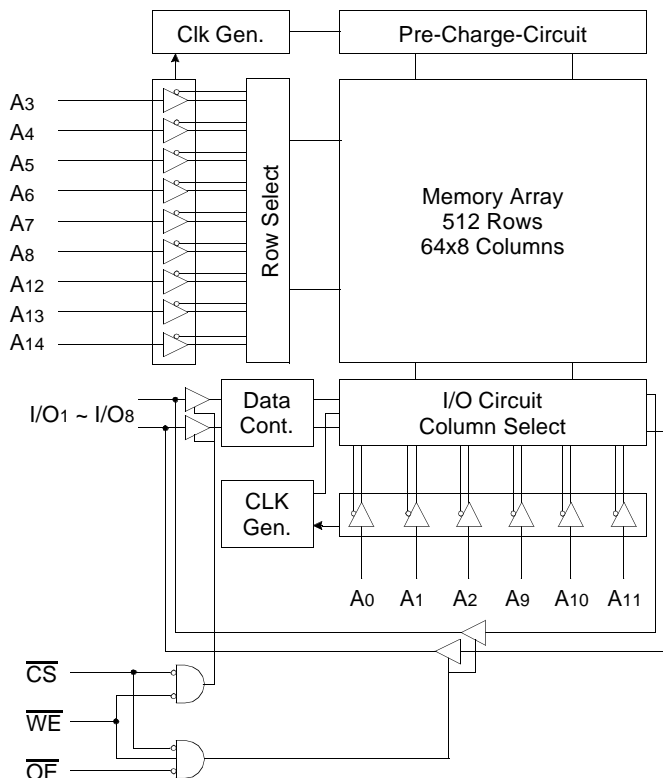 Clk Gen.
Pre-Charge-Circuit
A3
A4
A5
A6
A7
A8
A12
A13
A14
Row Select
Memory Array
512 Rows
64x8 Columns
I/O1 ~ I/O8
Data
Cont.
I/O Circuit
Column Select
CLK
Gen.
A0 A1 A2 A9 A10 A11
CS
WE
OE